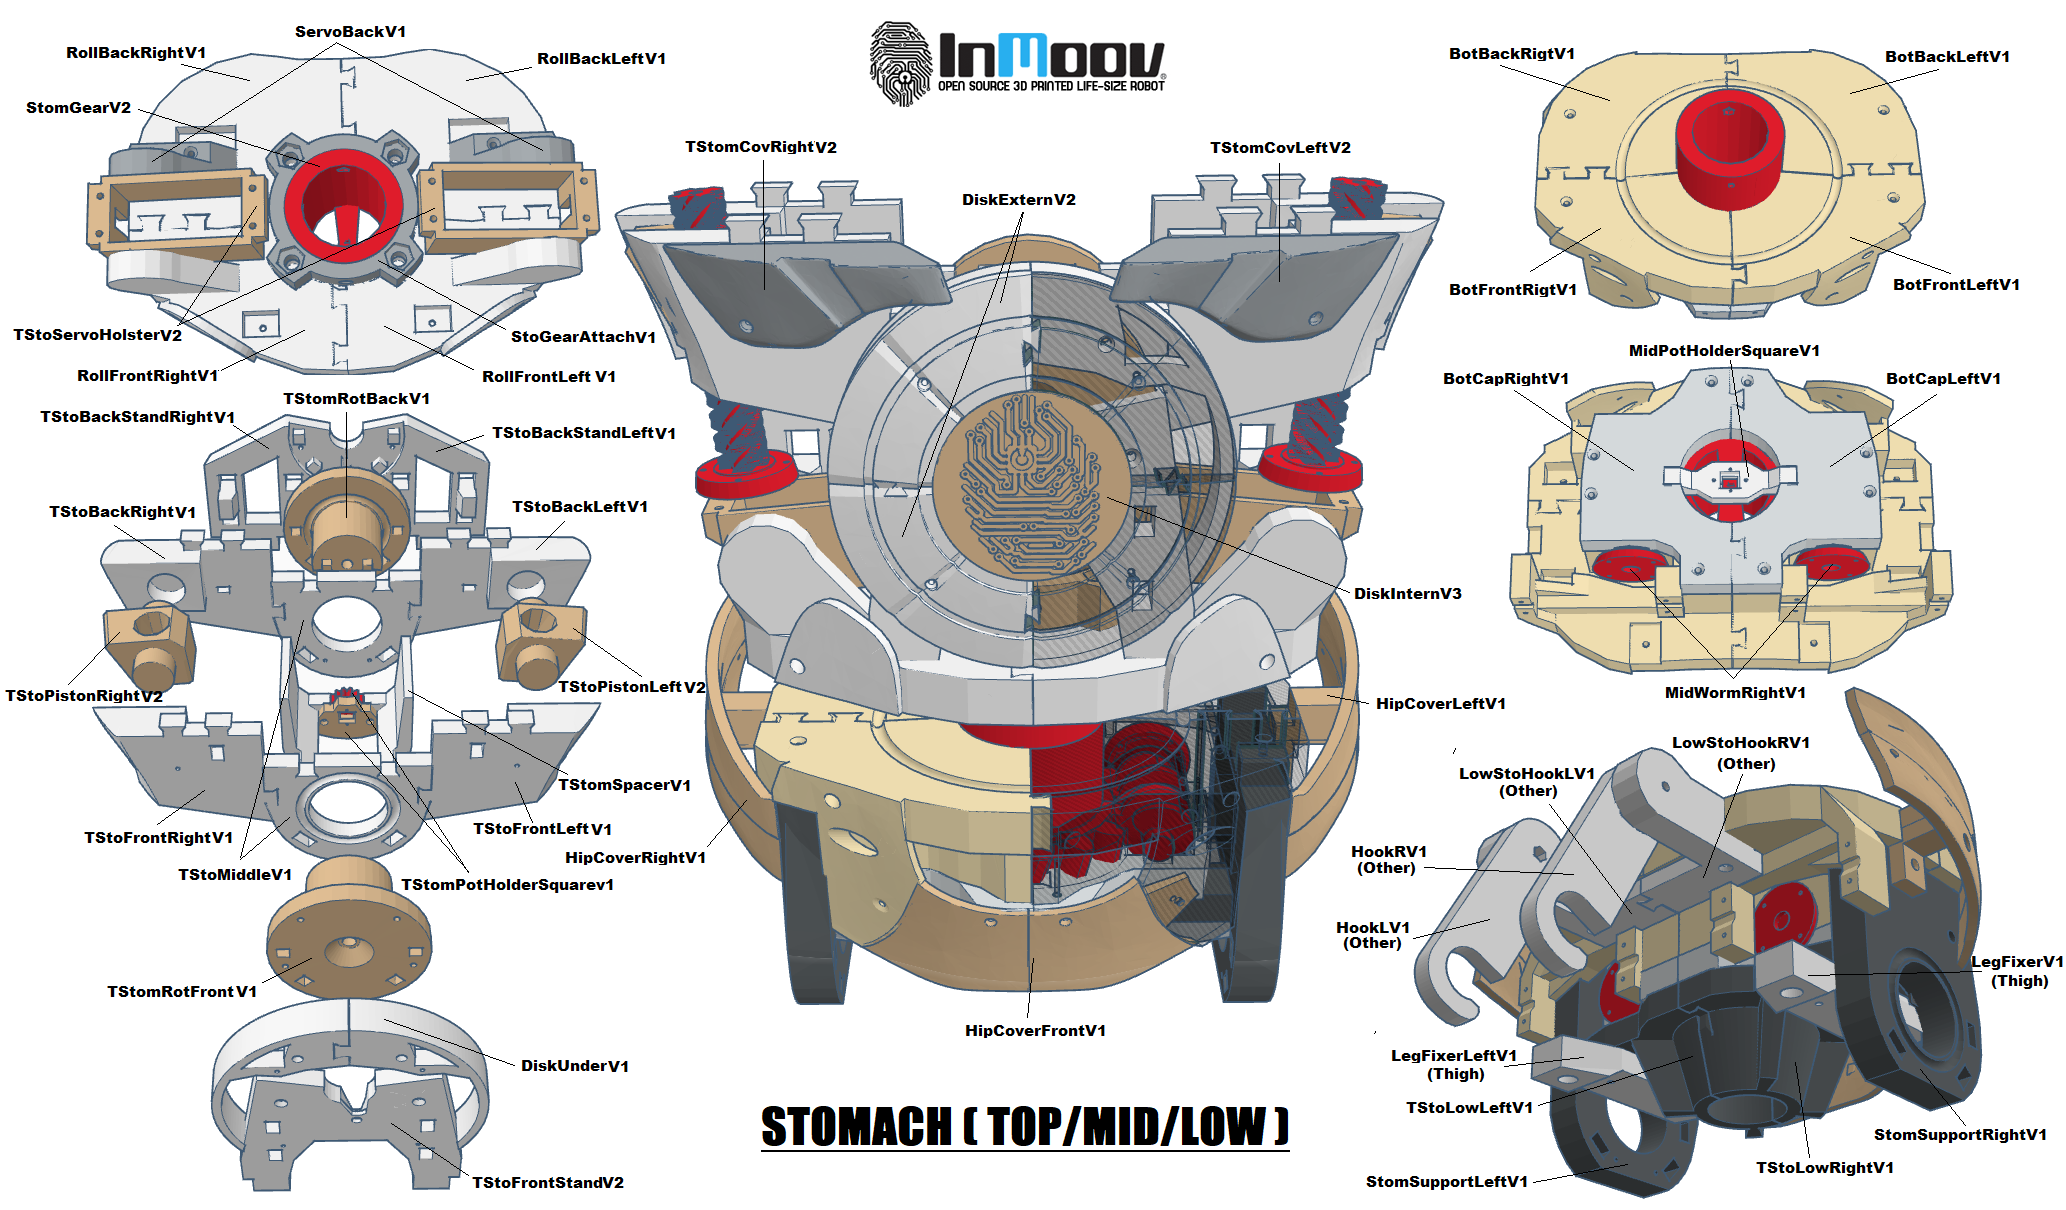 ServoBackV1
RollBackRightV1
RollBackLeftV1
StomGearV2
TStoServoHolsterV2
StoGearAttachV1
RollFrontRightV1
RollFrontLeft V1
TStomRotBackV1
TStoBackStandRightV1
TStoBackStandLeftV1
TStoBackRightV1
TStoBackLeftV1
TStoPistonRightV2
TStoPistonLeftV2
TStomSpacerV1
TStoFrontRightV1
TStoFrontLeftV1
TStoMiddleV1
TStomPotHolderSquarev1
TStomRotFrontV1
DiskUnderV1
TStoFrontStandV2
InMoov
OPEN SOURCE 3D PRINTED LIFE-SIZE ROBOT
TStomCovRightV2
TStomCovLeftV2
DiskExternV2
DiskInternV3
HipCoverLeftV1
HipCoverRightV1
HipCoverFrontV1
STOMACH ( TOP/MID/LOW )
BotBackRigtV1
BotBackLeftV1
BotFrontRigtV1
BotFrontLeftV1
MidPotHolderSquareV1
BotCapRightV1
BotCapLeftV1
MidWormRightV1
LowStoHookRV1
(Other)
LowStoHookLV1
(Other)
HookRV1
(Other)
HookLV1
(Other)
LegFixerV1
(Thigh)
LegFixerLeftV1
(Thigh)
TStoLowLeftV1
StomSupportRightV1
TStoLowRightV1
StomSupportLeftV1